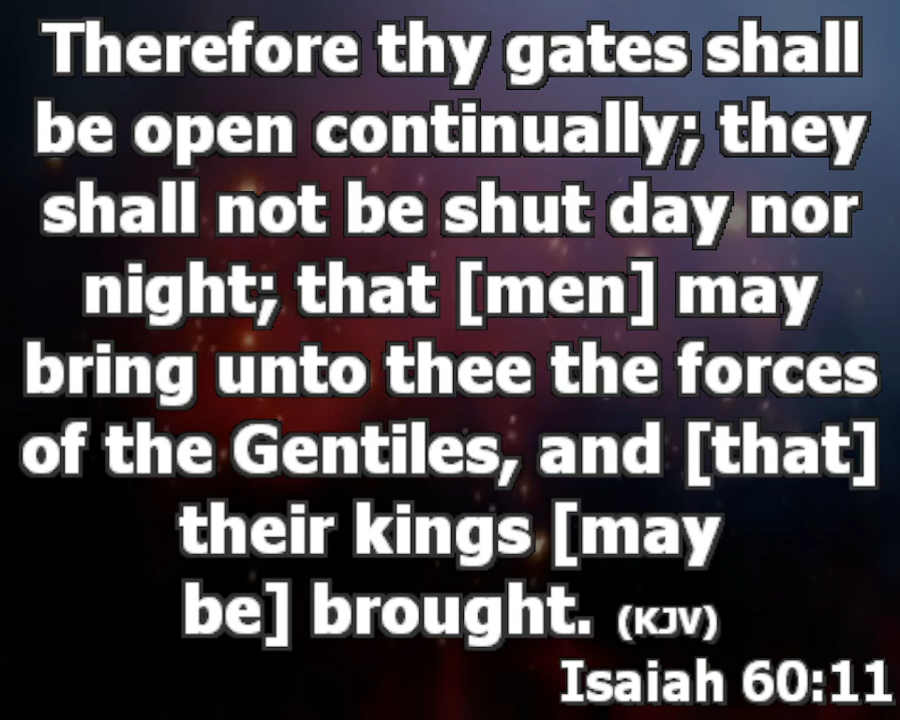 Therefore thy gates shall
be open continually; they
shall not be shut day nor
night; that [men] may
bring unto thee the forces
of the Gentiles, and [that]
their kings [may
be] brought. (KJV)
Isaiah 60:11